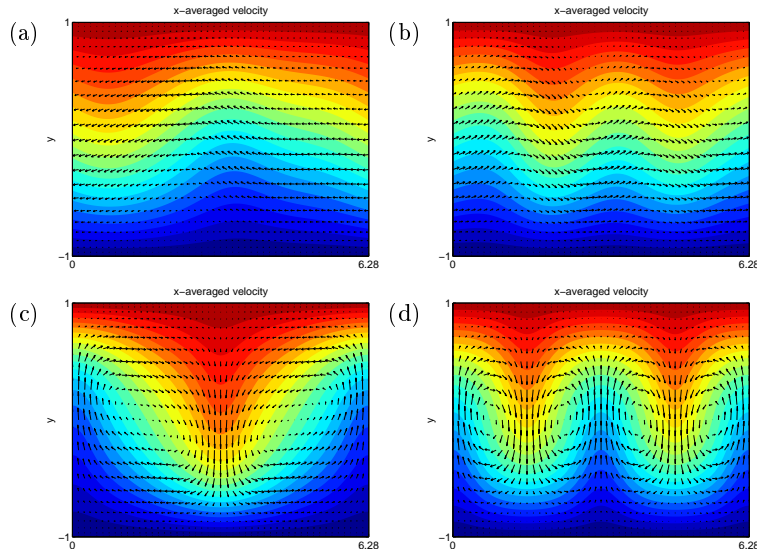 (a)
x-averaged velocity
1
y
-1
0
6.28
(b)
x-averaged velocity
1
y
-1
0
6.28
(c)
x-averaged velocity
1
y
-1
0
6.28
(d)
x-averaged velocity
1
y
-1
0
6.28